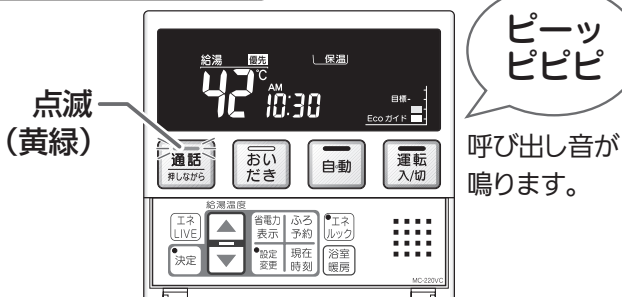 ピーッ
ピピピ
呼び出し音が
鳴ります。
点滅
(黄緑)
給湯 優先 保温
42℃ AM 10:30
目標-
Eco ガイド
通話
押しながら
おい
だき
自動
運転
入/切
給湯温度
エネ
LIVE
決定
省電力
表示
ふろ
予約
設定
変更
現在
時刻
エネ
ルック
浴室
暖房
MC-220VC